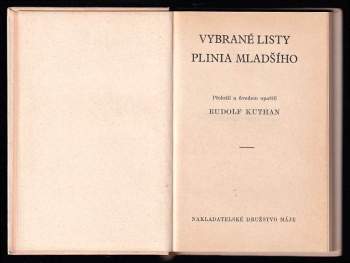 VYBRANÉ LISTY
PLINIA MLADŠÍHO
Přeložil a úvodem opatřil
RUDOLF KUTHAN
NAKLADATELSKÉ DRUŽSTVO MÁJE